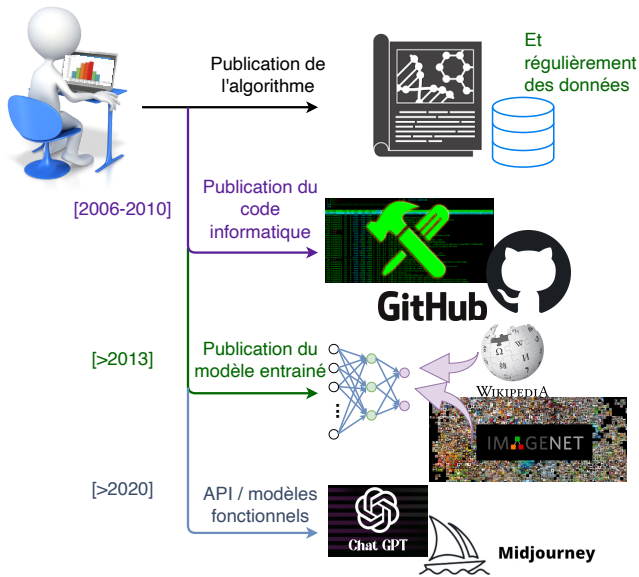 Publication de
l'algorithme
Et
régulièrement
des données
[2006-2010]
Publication du
code
informatique
GitHub
[>2013]
Publication du
modèle entrainé
WIKIPEDIA
IMAGENET
[>2020]
API / modèles
fonctionnels
Chat GPT
Midjourney